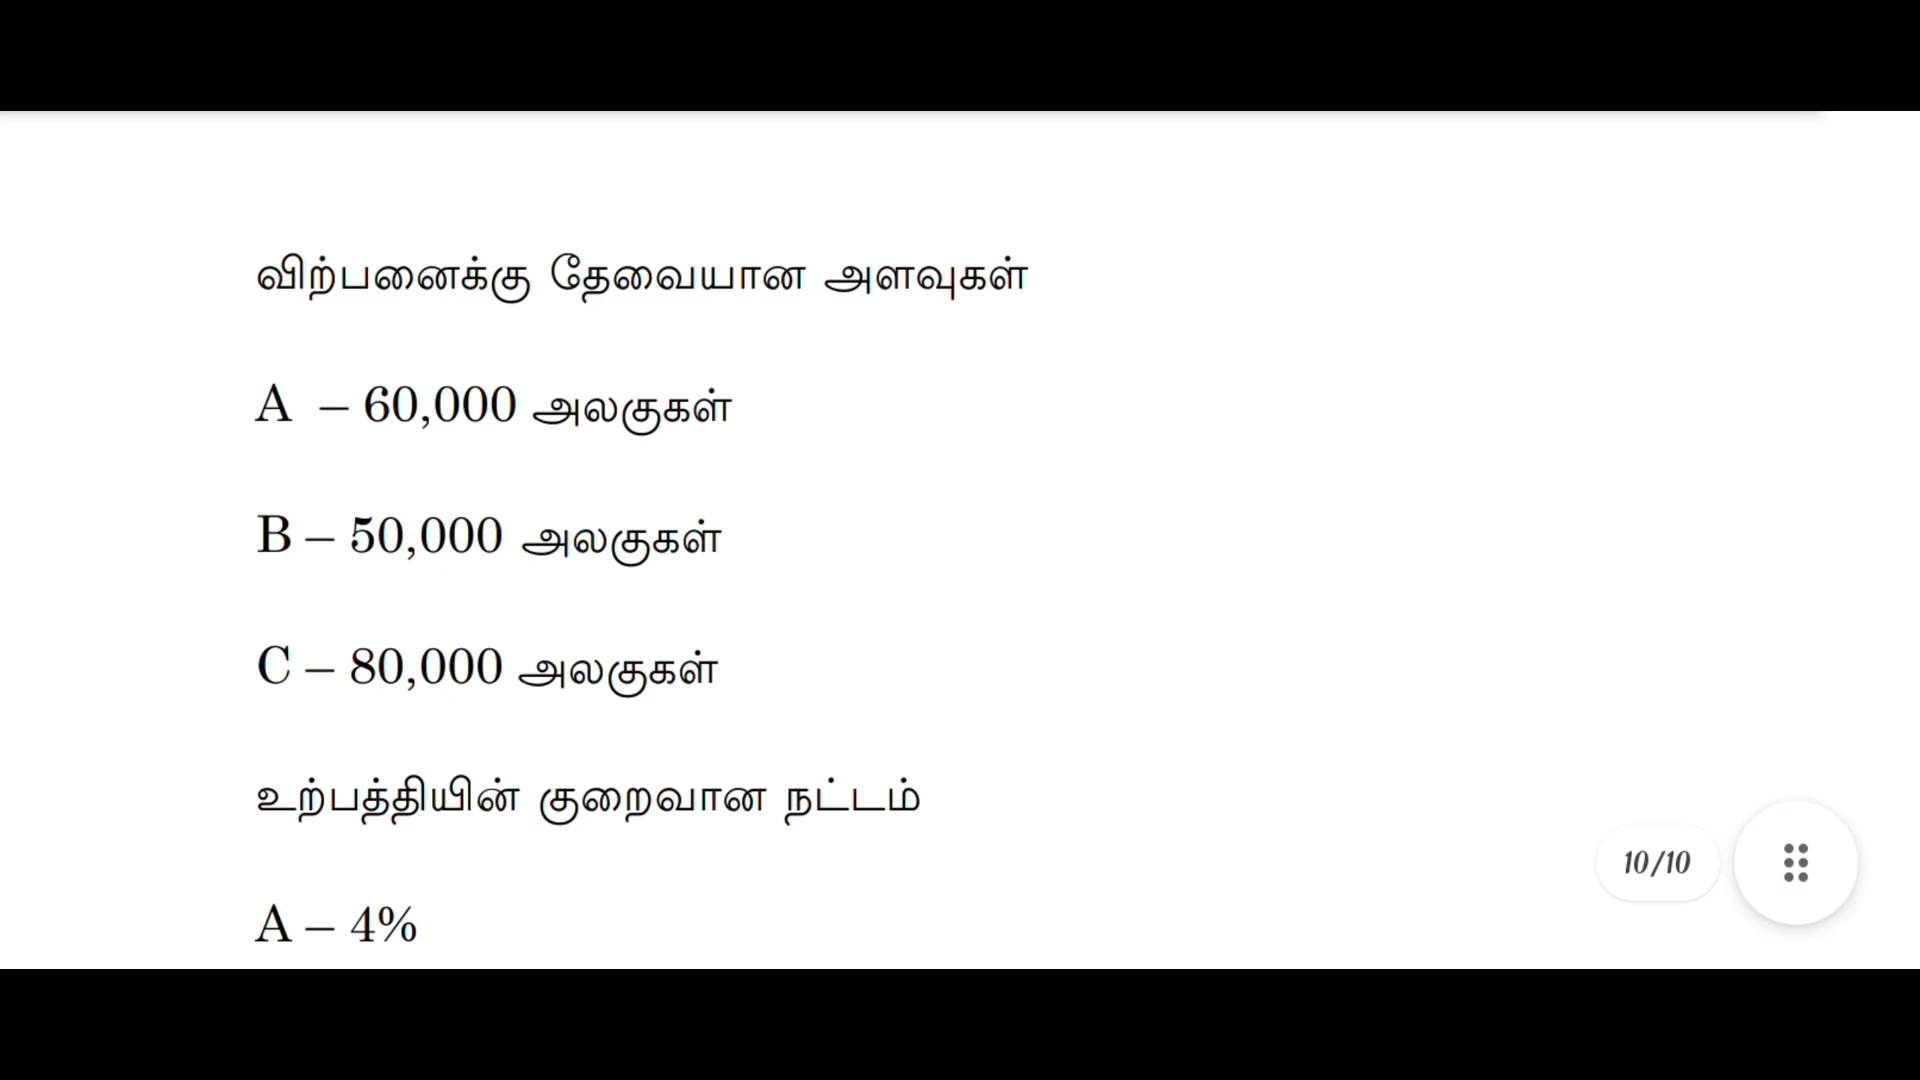 விற்பனைக்கு தேவையான அளவுகள்
A – 60,000 அலகுகள்
B – 50,000 அலகுகள்
C – 80,000 அலகுகள்
உற்பத்தியின் குறைவான நட்டம்
10/10
A – 4%